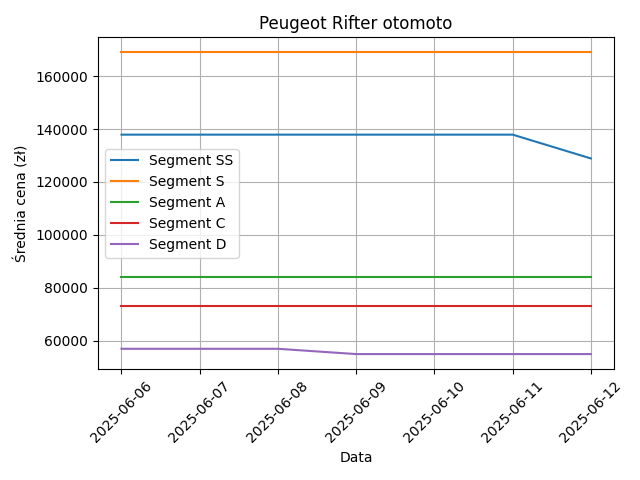 Peugeot Rifter otomoto
Średnia cena (zł)
160000
140000
120000
100000
80000
60000
Segment SS
Segment S
Segment A
Segment C
Segment D
2025-06-06
2025-06-07
2025-06-08
2025-06-09
2025-06-10
2025-06-11
2025-06-12
Data